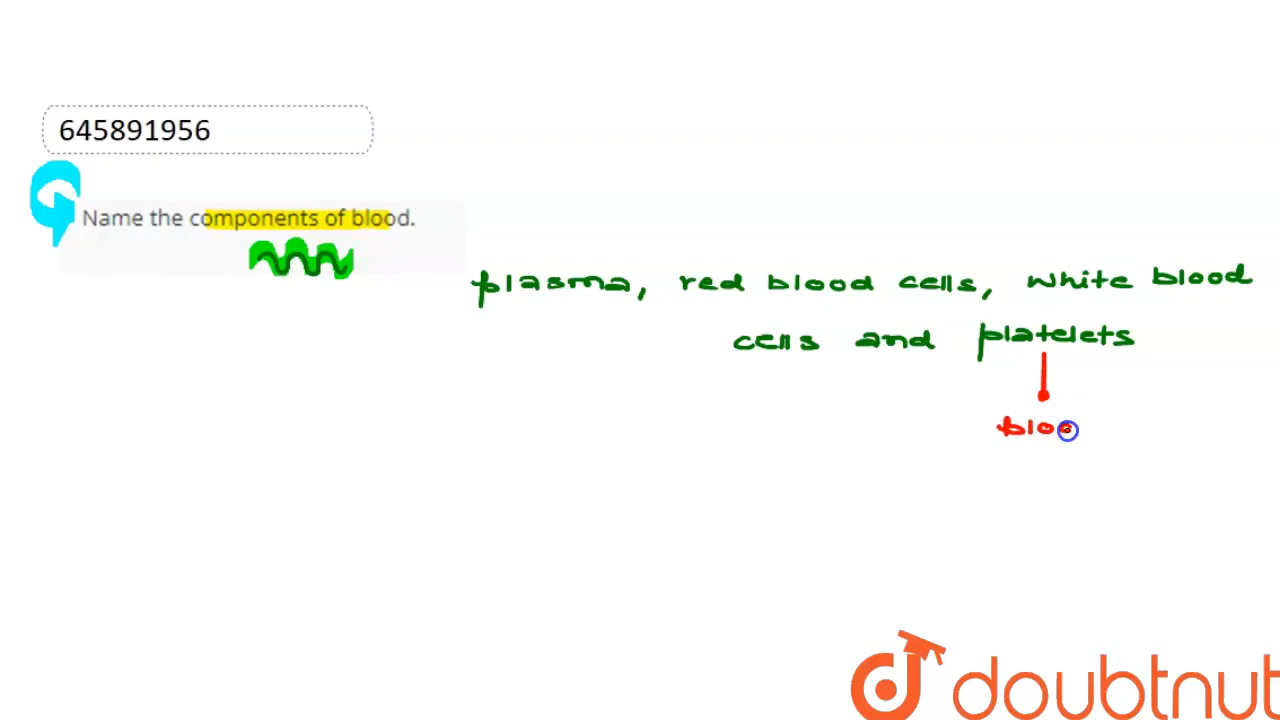 645891956
Name the components of blood.
plasma, red blood cells, white blood
cells and platelets
bloo
doubtnut